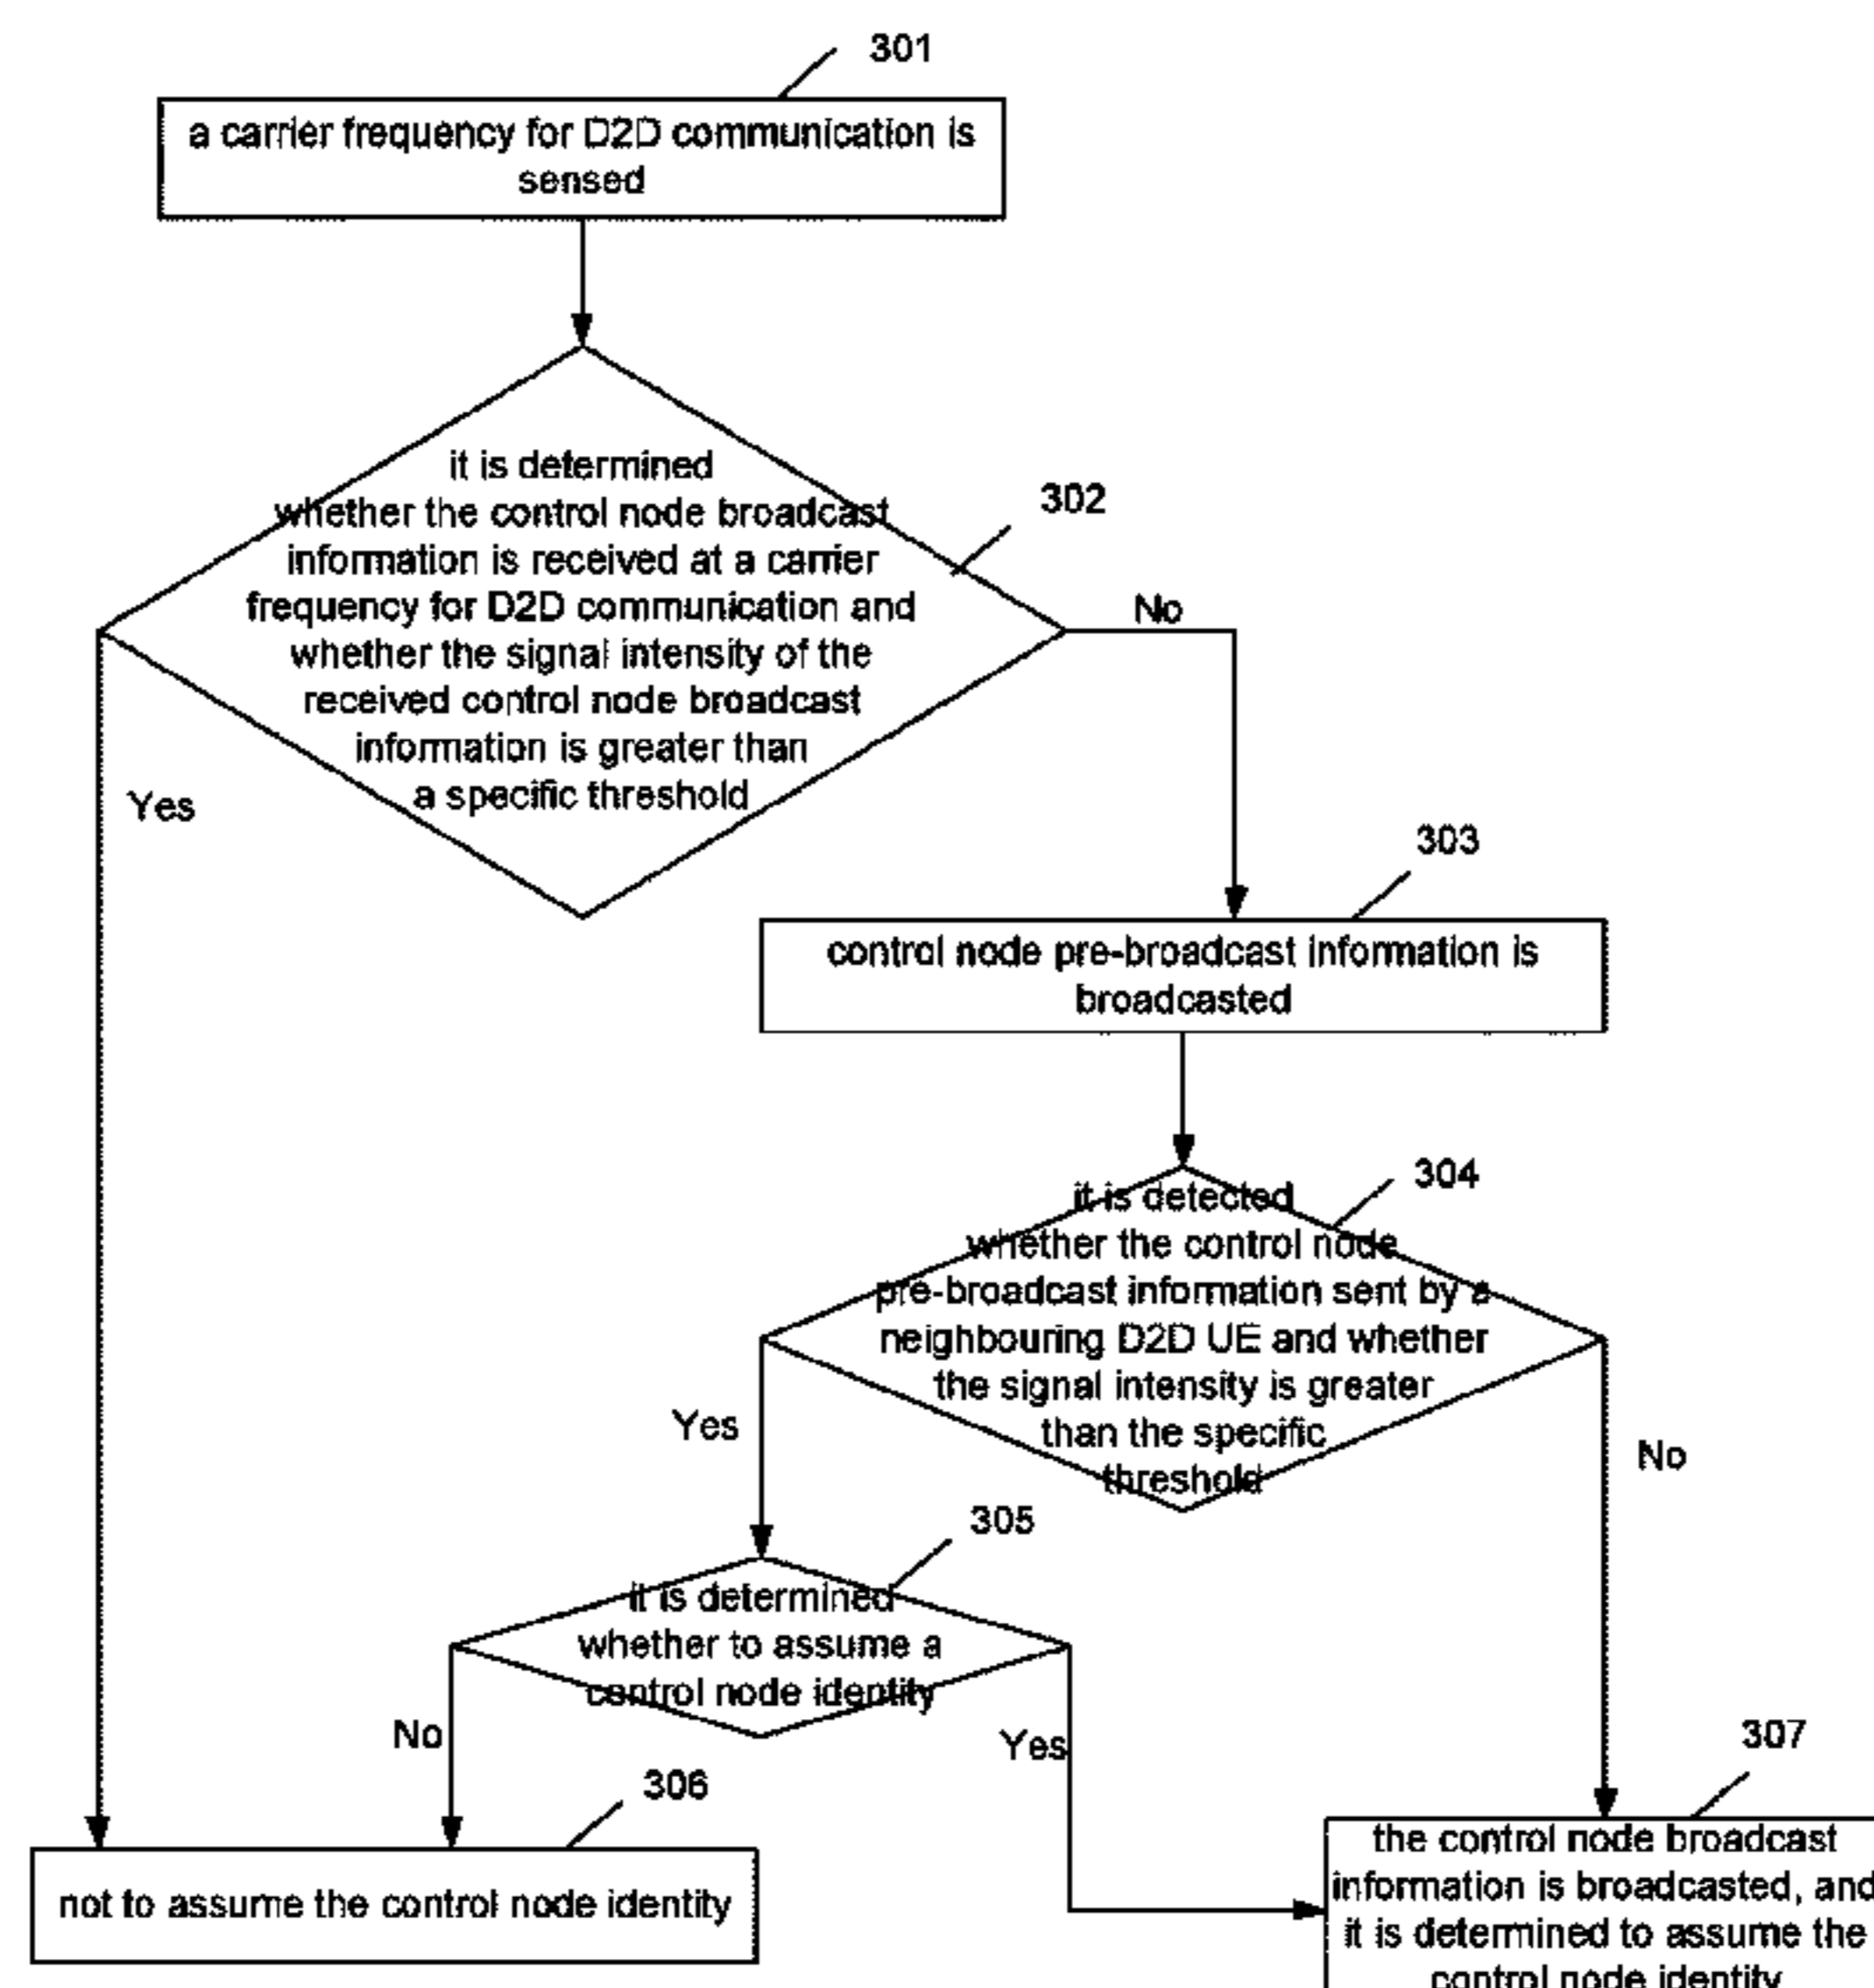 301
a carrier frequency for D2D communication is
sensed
it is determined
whether the control node broadcast
information is received at a carrier
frequency for D2D communication and
whether the signal intensity of the
received control node broadcast
information is greater than
a specific threshold
302
No
Yes
303
control node pre-broadcast information is
broadcasted
304
it is detected
whether the control node
pre-broadcast information sent by a
neighbouring D2D UE and whether
the signal intensity is greater
than the specific
threshold
Yes
No
305
it is determined
whether to assume a
control node identity
No
Yes
306
not to assume the control node identity
307
the control node broadcast
information is broadcasted, and
it is determined to assume the
control node identity